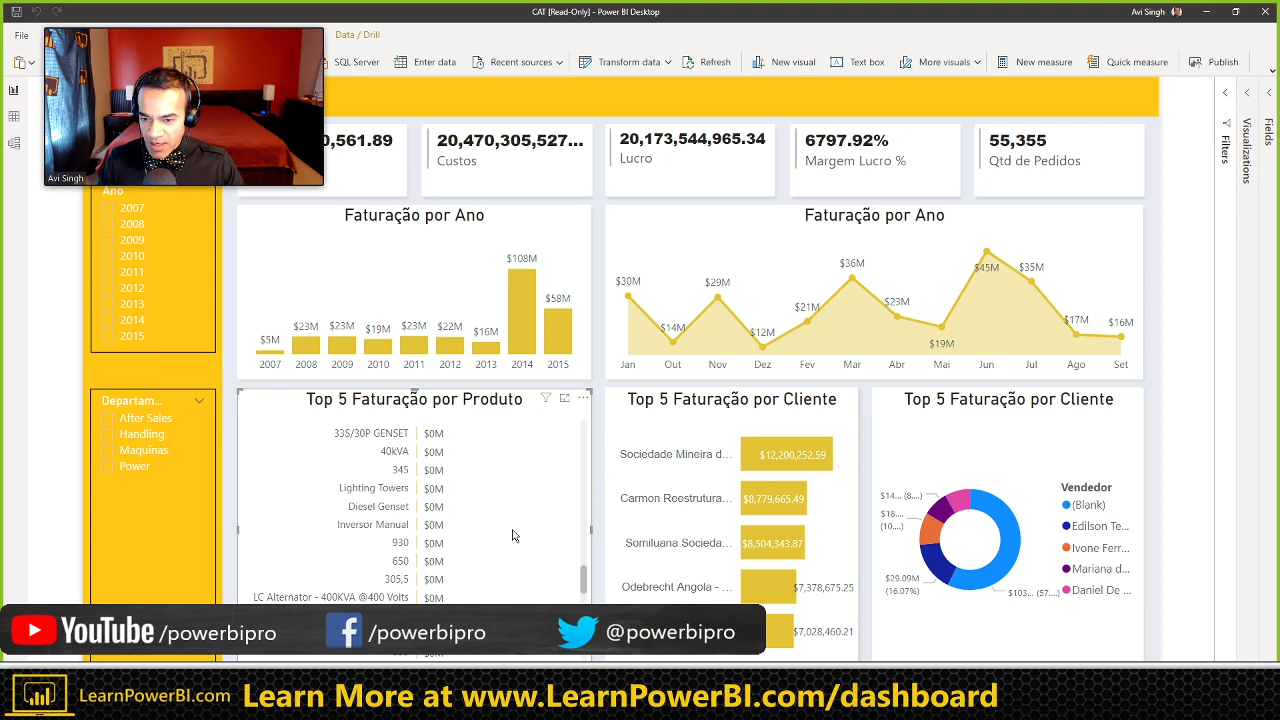 CAT [Read-Only] - Power BI Desktop
Avi Singh
File
Data / Drill
SQL Server
Enter data
Recent sources
Transform data
Refresh
New visual
Text box
More visuals
New measure
Quick measure
Publish
Avi Singh
Filters
Visualizations
Fields
0,561.89
20,470,305,527...
Custos
20,173,544,965.34
Lucro
6797.92%
Margem Lucro %
55,355
Qtd de Pedidos
Ano
2007
2008
2009
2010
2011
2012
2013
2014
2015
Faturação por Ano
$5M
$23M
$23M
$19M
$23M
$22M
$16M
$108M
$58M
2007 2008 2009 2010 2011 2012 2013 2014 2015
Faturação por Ano
$30M
$14M
$29M
$12M
$21M
$36M
$23M
$19M
$45M
$35M
$17M
$16M
Jan Out Nov Dez Fev Mar Abr Mai Jun Jul Ago Set
Departam...
After Sales
Handling
Maquinas
Power
Top 5 Faturação por Produto
33S/30P GENSET $0M
40kVA $0M
345 $0M
Lighting Towers $0M
Diesel Genset $0M
Inversor Manual $0M
930 $0M
650 $0M
305,5 $0M
LC Alternator - 400KVA @400 Volts $0M
Top 5 Faturação por Cliente
Sociedade Mineira d... $12,200,252.59
Carmon Reestrutura... $8,779,665.49
Somiluana Socieda... $8,504,343.87
Odebrecht Angola - ... $7,378,675.25
$7,028,460.21
Top 5 Faturação por Cliente
$14... (8....)
$18....
(10....)
$29.09M
(16.07%)
$103... (57....)
Vendedor
(Blank)
Edilson Te...
Ivone Ferr...
Mariana d...
Daniel De ...
YouTube /powerbipro
/powerbipro
@powerbipro
LearnPowerBI.com
Learn More at www.LearnPowerBI.com/dashboard